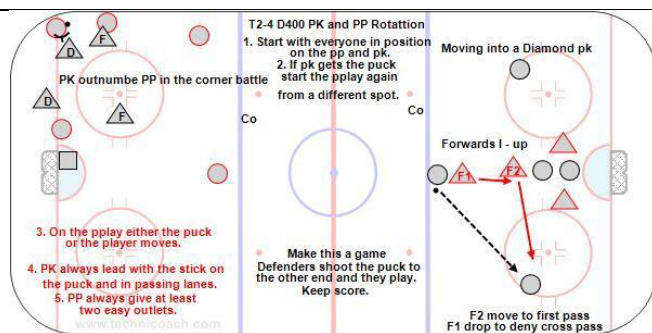 T2-4 D400 PK and PP Rotattion
1. Start with everyone in position
on the pp and pk.
2. If pk gets the puck
start the pplay again
from a different spot.
D
F
PK outnumbe PP in the corner battle
D
F
Co
Co
Moving into a Diamond pk
Forwards I - up
F1
F2
3. On the pplay either the puck
or the player moves.
4. PK always lead with the stick on
the puck and in passing lanes.
5. PP always give at least
two easy outlets.
www.technicoach.com
Make this a game
Defenders shoot the puck to
the other end and they play.
Keep score.
F2 move to first pass
F1 drop to deny cross pass